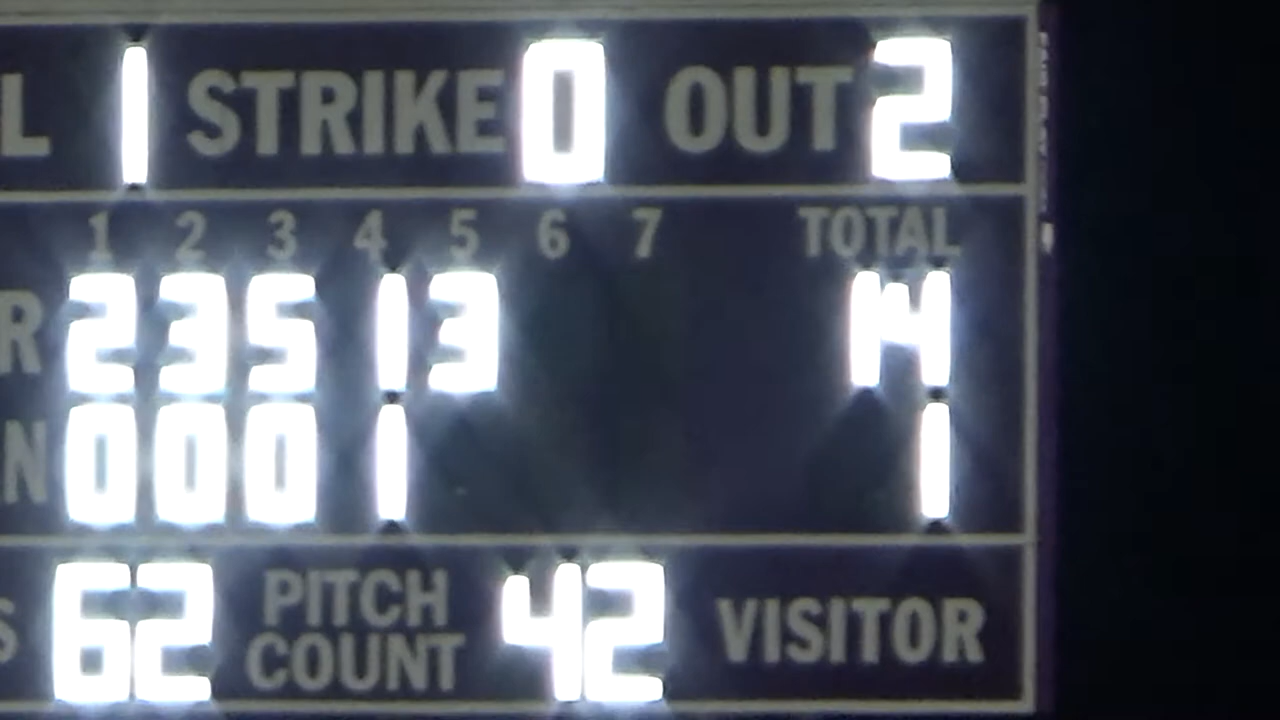 L 1 STRIKE 0 OUT 2
1 2 3 4 5 6 7 TOTAL
R 2 3 5 1 3 14
N 0 0 0 1 1
S 62 PITCH COUNT 42 VISITOR